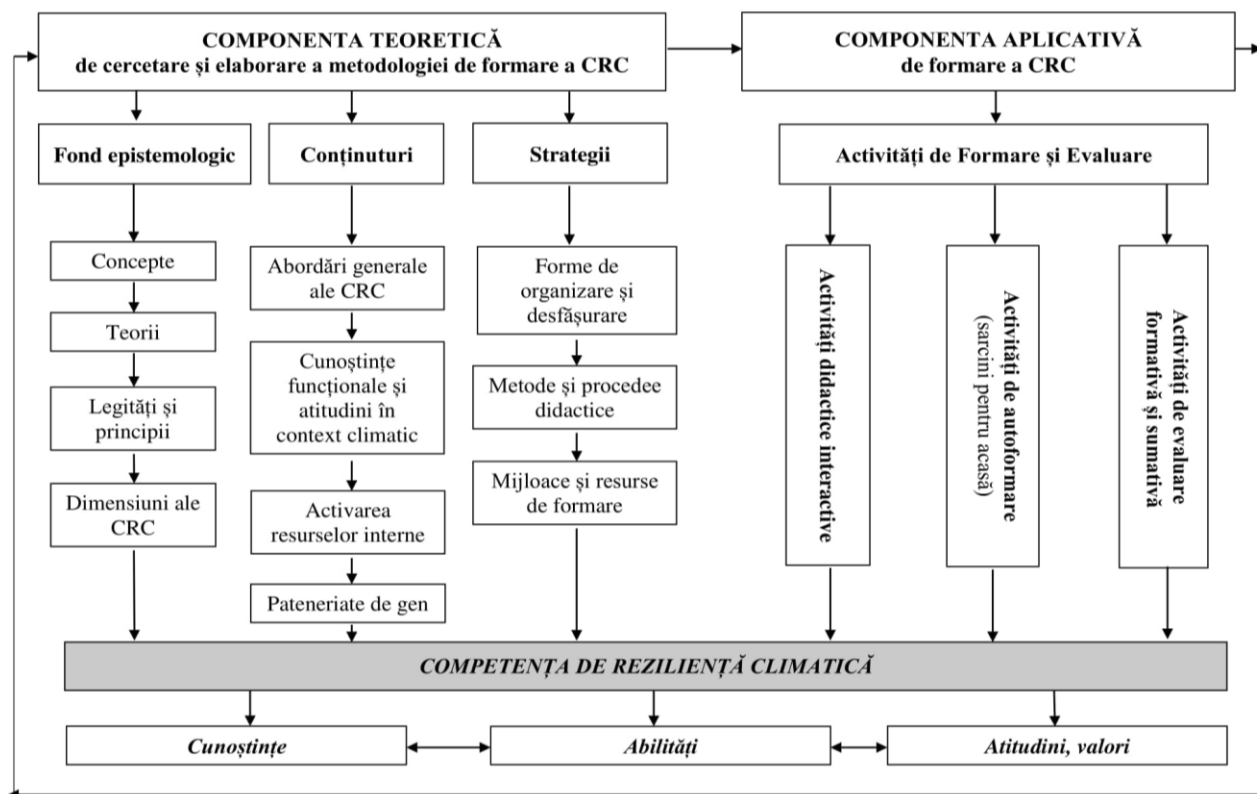 COMPONENTA TEORETICĂ
de cercetare și elaborare a metodologiei de formare a CRC
COMPONENTA APLICATIVĂ
de formare a CRC
Fond epistemologic
Conținuturi
Strategii
Activități de Formare și Evaluare
Concepte
Teorii
Legități și
principii
Dimensiuni ale
CRC
Abordări generale
ale CRC
Cunoștințe
funcționale și
atitudini în
context climatic
Activarea
resurselor interne
Pateneriate de gen
Forme de
organizare și
desfășurare
Metode și procedee
didactice
Mijloace și resurse
de formare
Activități didactice interactive
Activități de autoformare
(sarcini pentru acasă)
Activități de evaluare
formativă și sumativă
COMPETENȚA DE REZILIENȚĂ CLIMATICĂ
Cunoștințe
Abilități
Atitudini, valori